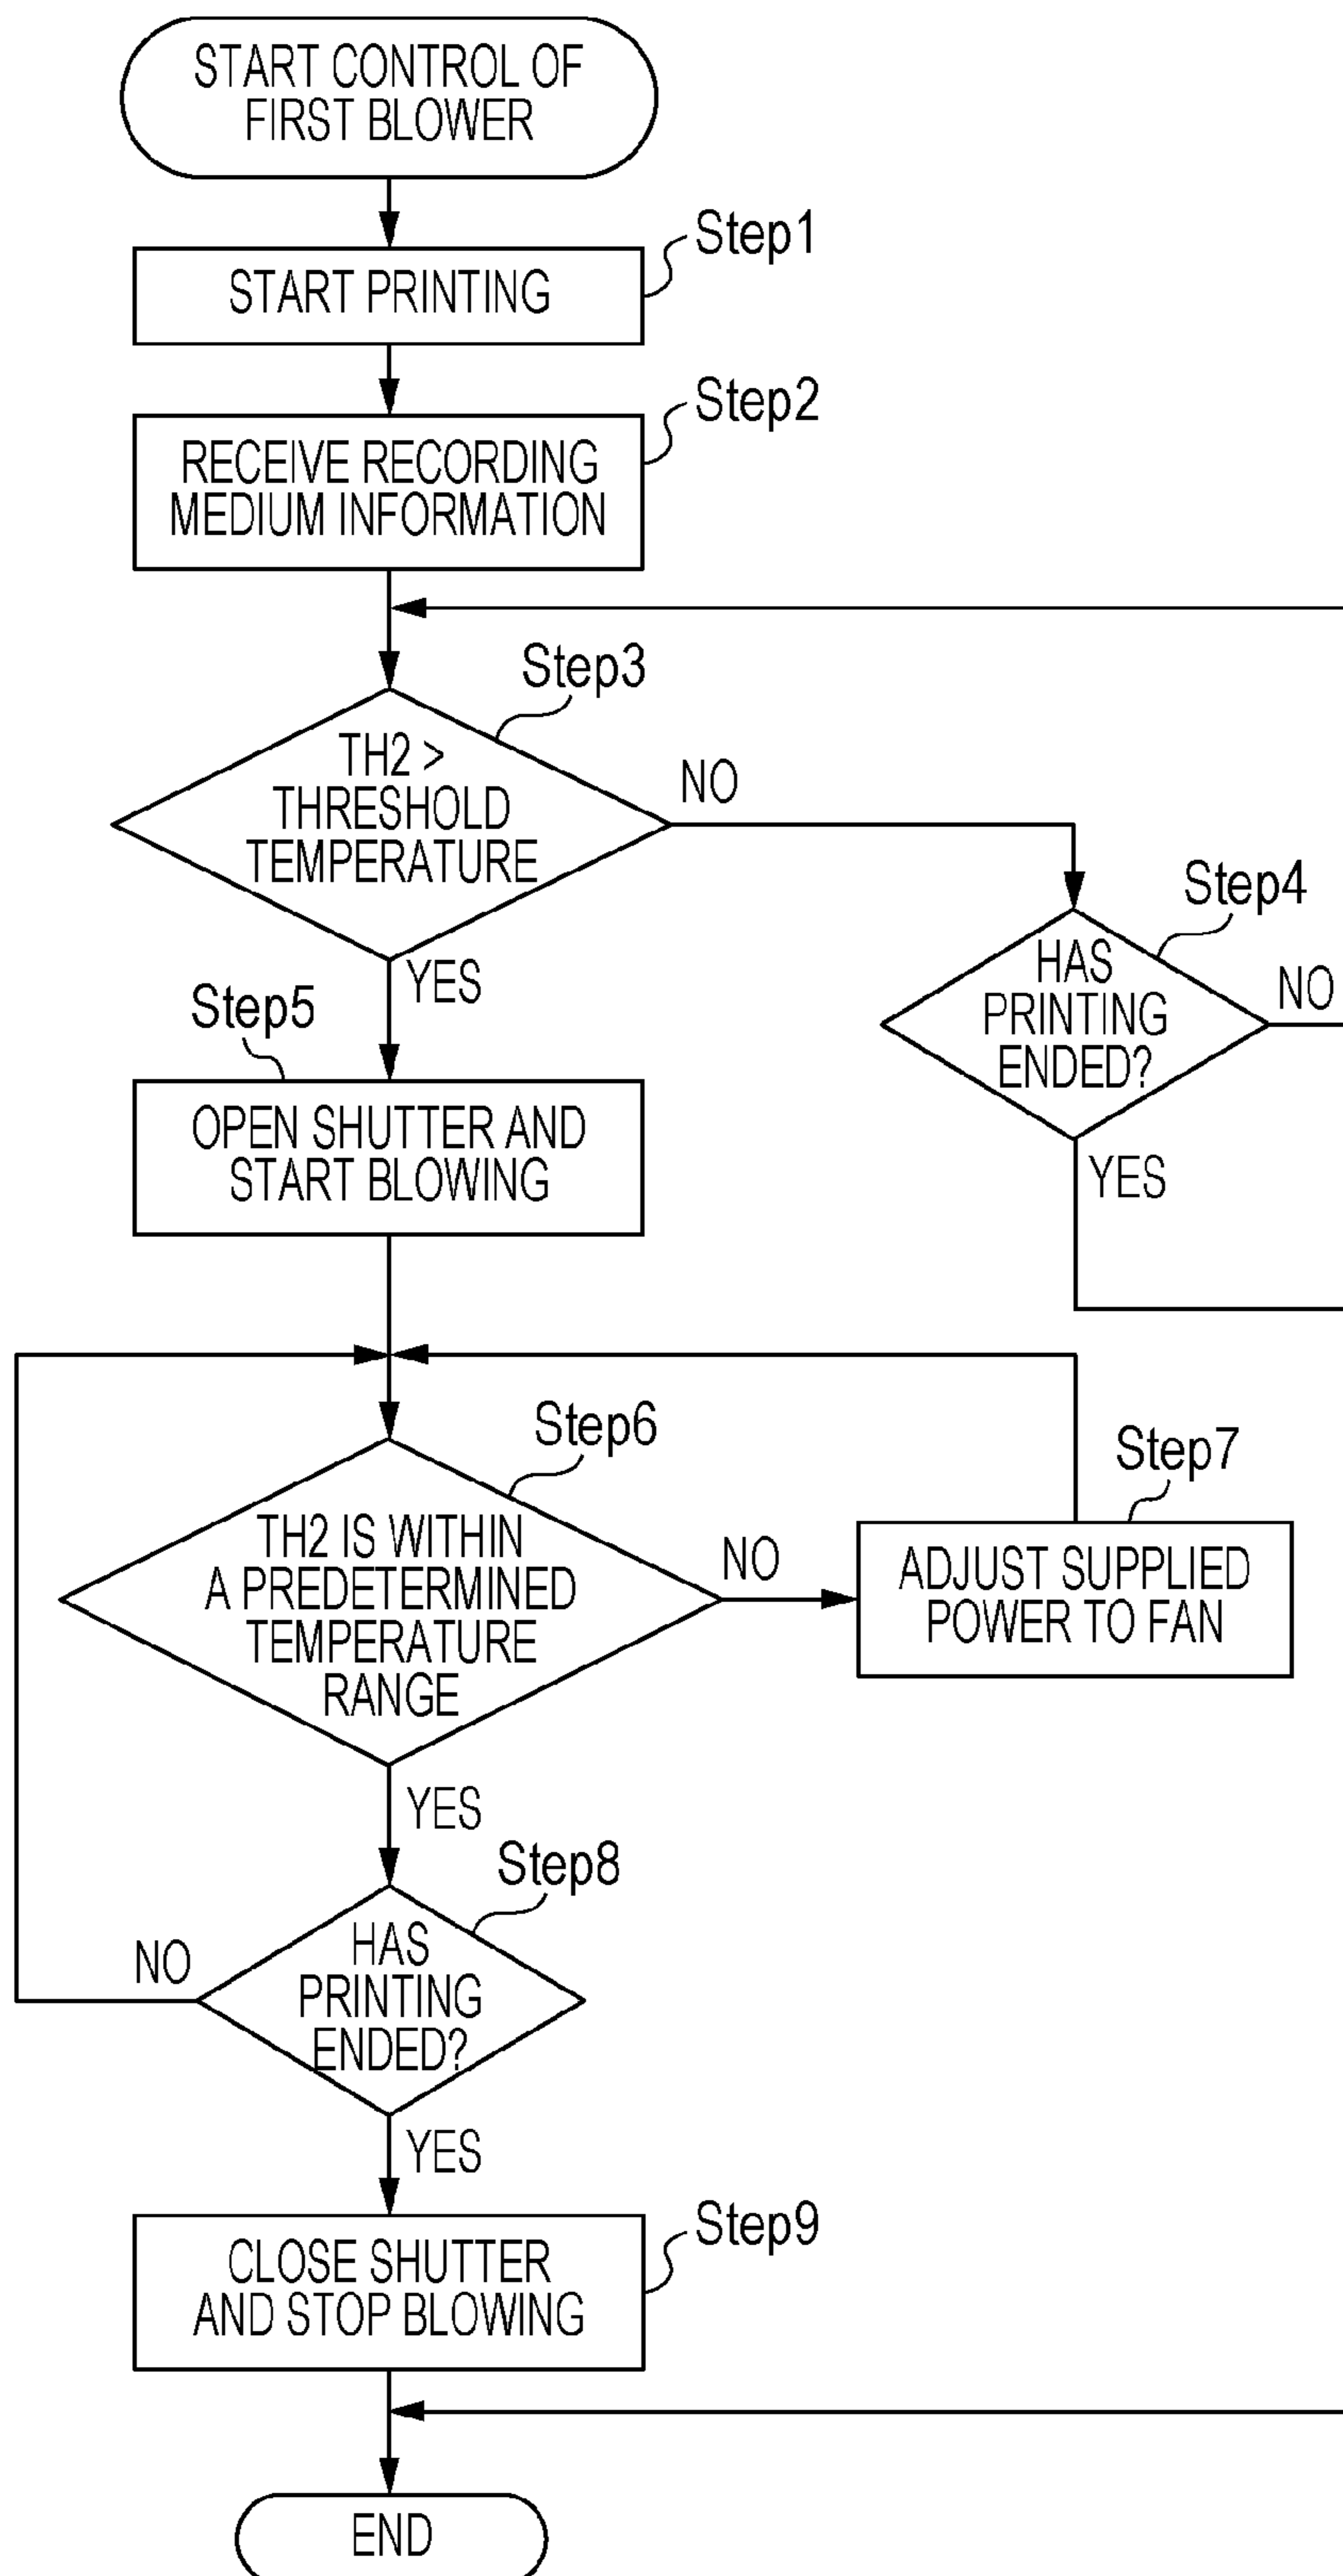 START CONTROL OF
FIRST BLOWER
Step1
START PRINTING
Step2
RECEIVE RECORDING
MEDIUM INFORMATION
Step3
TH2 >
THRESHOLD
TEMPERATURE
NO
YES
Step4
HAS
PRINTING
ENDED?
NO
YES
Step5
OPEN SHUTTER AND
START BLOWING
Step6
TH2 IS WITHIN
A PREDETERMINED
TEMPERATURE
RANGE
NO
YES
Step7
ADJUST SUPPLIED
POWER TO FAN
Step8
HAS
PRINTING
ENDED?
NO
YES
Step9
CLOSE SHUTTER
AND STOP BLOWING
END